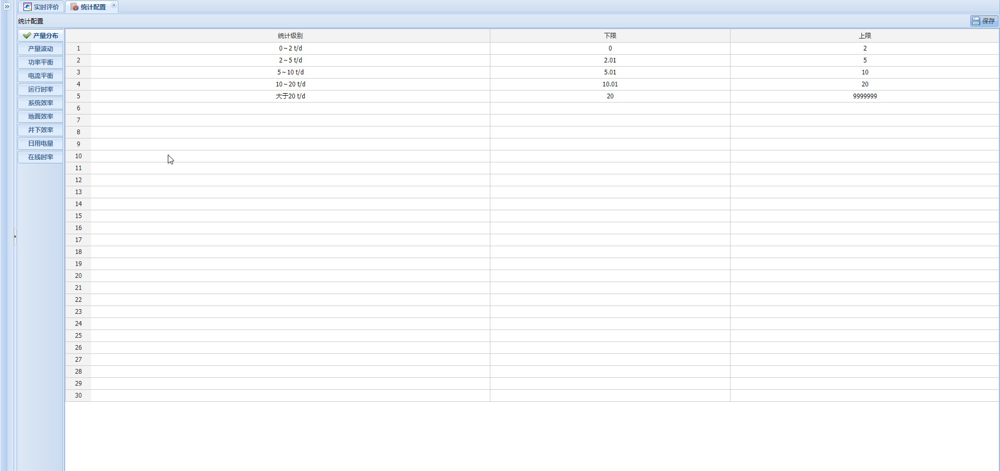 实时评价 统计配置
统计配置 保存
产量分布
产量波动
功率平衡
电流平衡
运行时率
系统效率
地面效率
井下效率
日用电量
在线时率
统计级别 下限 上限
1 0～2 t/d 0 2
2 2～5 t/d 2.01 5
3 5～10 t/d 5.01 10
4 10～20 t/d 10.01 20
5 大于20 t/d 20 9999999
6
7
8
9
10
11
12
13
14
15
16
17
18
19
20
21
22
23
24
25
26
27
28
29
30